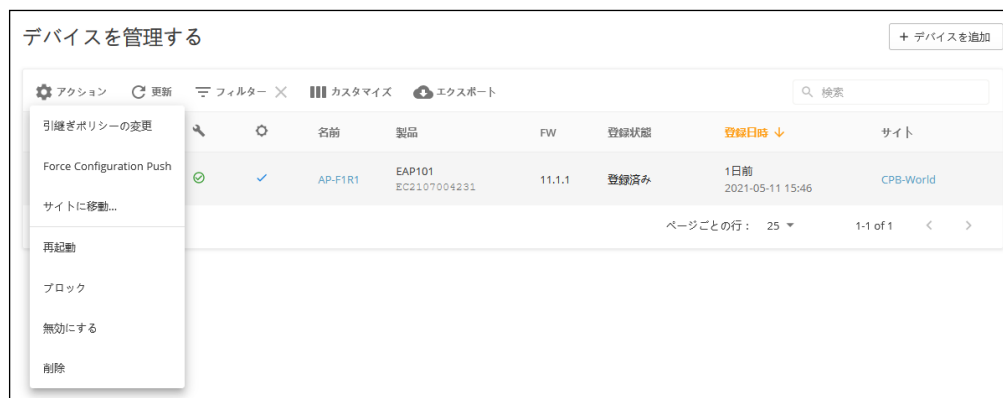 デバイスを管理する
+ デバイスを追加
アクション 更新 フィルター カスタマイズ エクスポート 検索
引継ぎポリシーの変更
Force Configuration Push
サイトに移動...
再起動
ブロック
無効にする
削除
名前 製品 FW 登録状態 登録日時 サイト
AP-F1R1 EAP101 11.1.1 登録済み 1日前 CPB-World
EC2107004231 2021-05-11 15:46
ページごとの行： 25 1-1 of 1